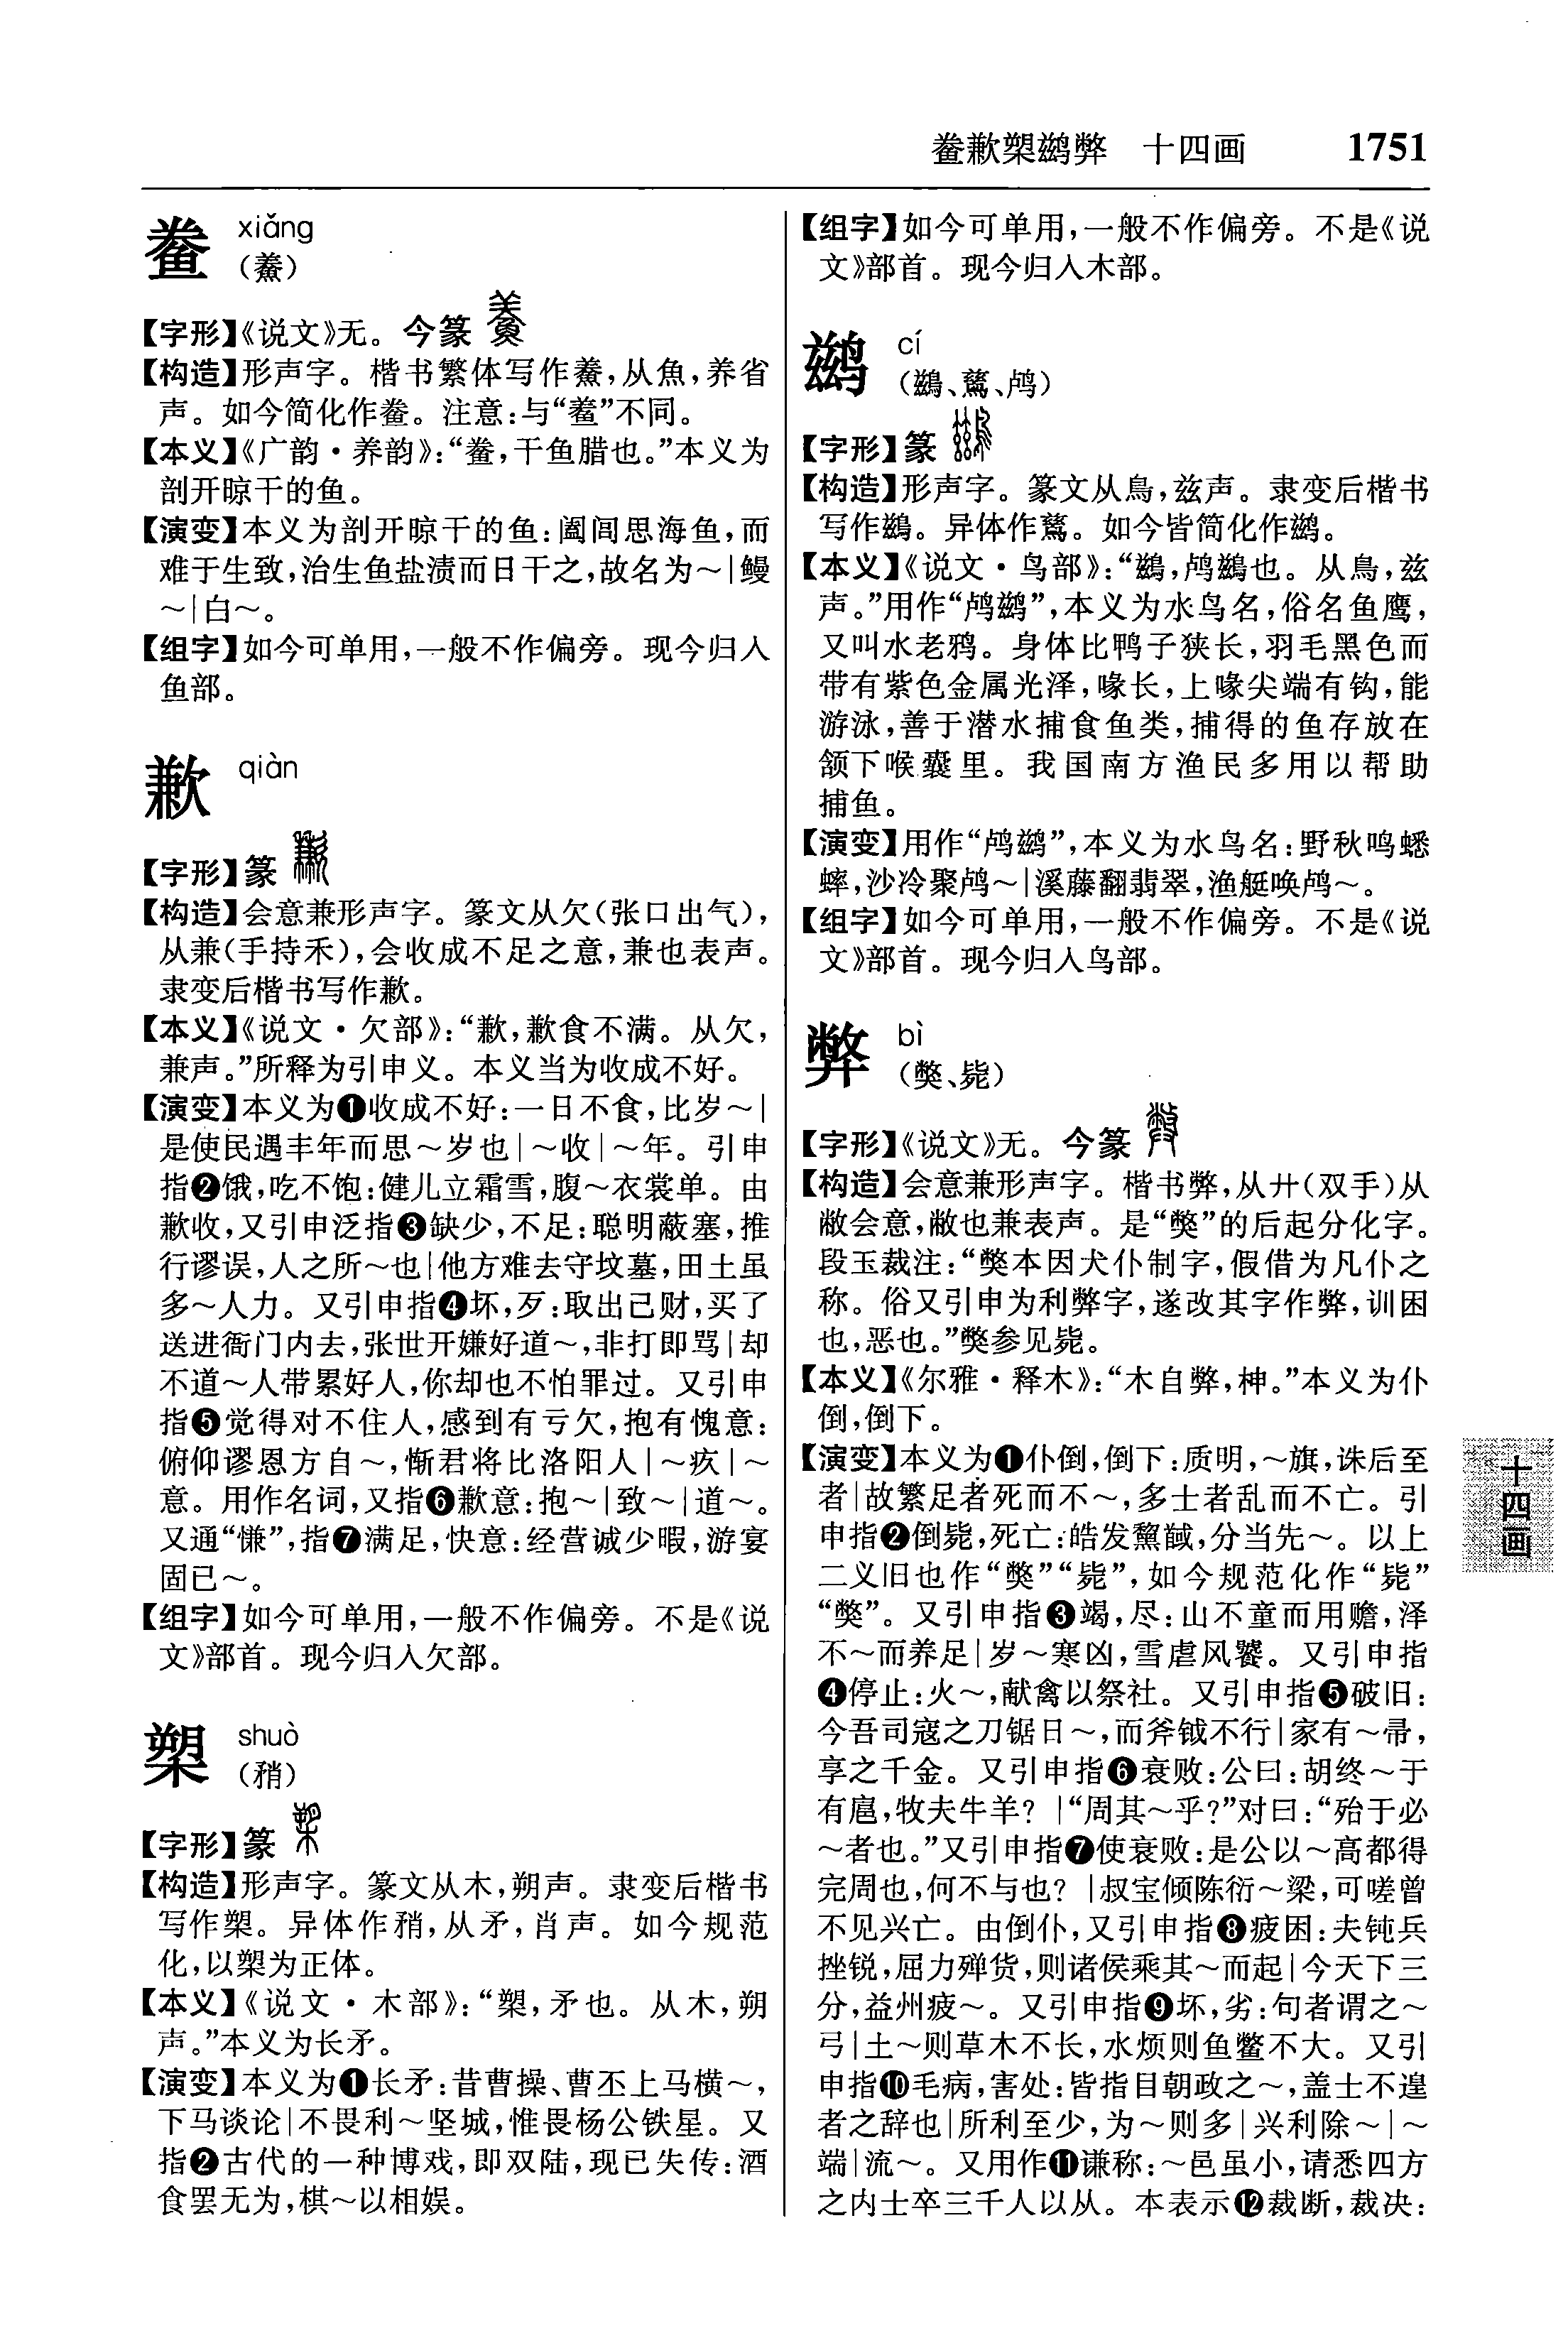 鲞歉槊鹚弊　十四画　1751
鲞 xiǎng
（鯗）
【字形】《说文》无。今篆
【构造】形声字。楷书繁体写作鯗，从魚，养省
声。如今简化作鲞。注意：与“鮺”不同。
【本义】《广韵·养韵》：“鲞，干鱼腊也。”本义为
剖开晾干的鱼。
【演变】本义为剖开晾干的鱼：阖闾思海鱼，而
难于生致，治生鱼盐渍而日干之，故名为～|鳗
～|白～。
【组字】如今可单用，一般不作偏旁。现今归入
鱼部。
歉 qiàn
【字形】篆
【构造】会意兼形声字。篆文从欠（张口出气），
从兼（手持禾），会收成不足之意，兼也表声。
隶变后楷书写作歉。
【本义】《说文·欠部》：“歉，歉食不满。从欠，
兼声。”所释为引申义。本义当为收成不好。
【演变】本义为❶收成不好：一日不食，比岁～|
是使民遇丰年而思～岁也|～收|～年。引申
指❷饿，吃不饱：健儿立霜雪，腹～衣裳单。由
歉收，又引申泛指❸缺少，不足：聪明蔽塞，推
行谬误，人之所～也|他方难去守坟墓，田土虽
多～人力。又引申指❹坏，歹：取出己财，买了
送进衙门内去，张世开嫌好道～，非打即骂|却
不道～人带累好人，你却也不怕罪过。又引申
指❺觉得对不住人，感到有亏欠，抱有愧意：
俯仰谬恩方自～，惭君将比洛阳人|～疚|～
意。用作名词，又指❻歉意：抱～|致～|道～。
又通“慊”，指❼满足，快意：经营诚少暇，游宴
固已～。
【组字】如今可单用，一般不作偏旁。不是《说
文》部首。现今归入欠部。
槊 shuò
（矟）
【字形】篆
【构造】形声字。篆文从木，朔声。隶变后楷书
写作槊。异体作矟，从矛，肖声。如今规范
化，以槊为正体。
【本义】《说文·木部》：“槊，矛也。从木，朔
声。”本义为长矛。
【演变】本义为❶长矛：昔曹操、曹丕上马横～，
下马谈论|不畏利～坚城，惟畏杨公铁星。又
指❷古代的一种博戏，即双陆，现已失传：酒
食罢无为，棋～以相娱。
【组字】如今可单用，一般不作偏旁。不是《说
文》部首。现今归入木部。
鹚 cí
（鷀、鶿、鸬）
【字形】篆
【构造】形声字。篆文从鳥，兹声。隶变后楷书
写作鷀。异体作鶿。如今皆简化作鹚。
【本义】《说文·鸟部》：“鷀，鸬鷀也。从鳥，兹
声。”用作“鸬鹚”，本义为水鸟名，俗名鱼鹰，
又叫水老鸦。身体比鸭子狭长，羽毛黑色而
带有紫色金属光泽，喙长，上喙尖端有钩，能
游泳，善于潜水捕食鱼类，捕得的鱼存放在
颔下喉囊里。我国南方渔民多用以帮助
捕鱼。
【演变】用作“鸬鹚”，本义为水鸟名：野秋鸣蟋
蟀，沙冷聚鸬～|溪藤翻翡翠，渔艇唤鸬～。
【组字】如今可单用，一般不作偏旁。不是《说
文》部首。现今归入鸟部。
弊 bì
（獘、毙）
【字形】《说文》无。今篆
【构造】会意兼形声字。楷书弊，从廾（双手）从
敝会意，敝也兼表声。是“獘”的后起分化字。
段玉裁注：“獘本因犬仆制字，假借为凡仆之
称。俗又引申为利弊字，遂改其字作弊，训困
也，恶也。”獘参见毙。
【本义】《尔雅·释木》：“木自弊，柛。”本义为仆
倒，倒下。
【演变】本义为❶仆倒，倒下：质明，～旗，诛后至
者|故繁足者死而不～，多士者乱而不亡。引
申指❷倒毙，死亡：皓发黧馘，分当先～。以上
二义旧也作“獘”“毙”，如今规范化作“毙”
“獘”。又引申指❸竭，尽：山不童而用赡，泽
不～而养足|岁～寒凶，雪虐风饕。又引申指
❹停止：火～，献禽以祭社。又引申指❺破旧：
今吾司寇之刀锯日～，而斧钺不行|家有～帚，
享之千金。又引申指❻衰败：公曰：胡终～于
有扈，牧夫牛羊？|“周其～乎？”对曰：“殆于必
～者也。”又引申指❼使衰败：是公以～高都得
完周也，何不与也？|叔宝倾陈衍～梁，可嗟曾
不见兴亡。由倒仆，又引申指❽疲困：夫钝兵
挫锐，屈力殚货，则诸侯乘其～而起|今天下三
分，益州疲～。又引申指❾坏，劣：句者谓之～
弓|土～则草木不长，水烦则鱼鳖不大。又引
申指❿毛病，害处：皆指目朝政之～，盖士不遑
者之辞也|所利至少，为～则多|兴利除～|～
端|流～。又用作⓫谦称：～邑虽小，请悉四方
之内士卒三千人以从。本表示⓬裁断，裁决：
十四画